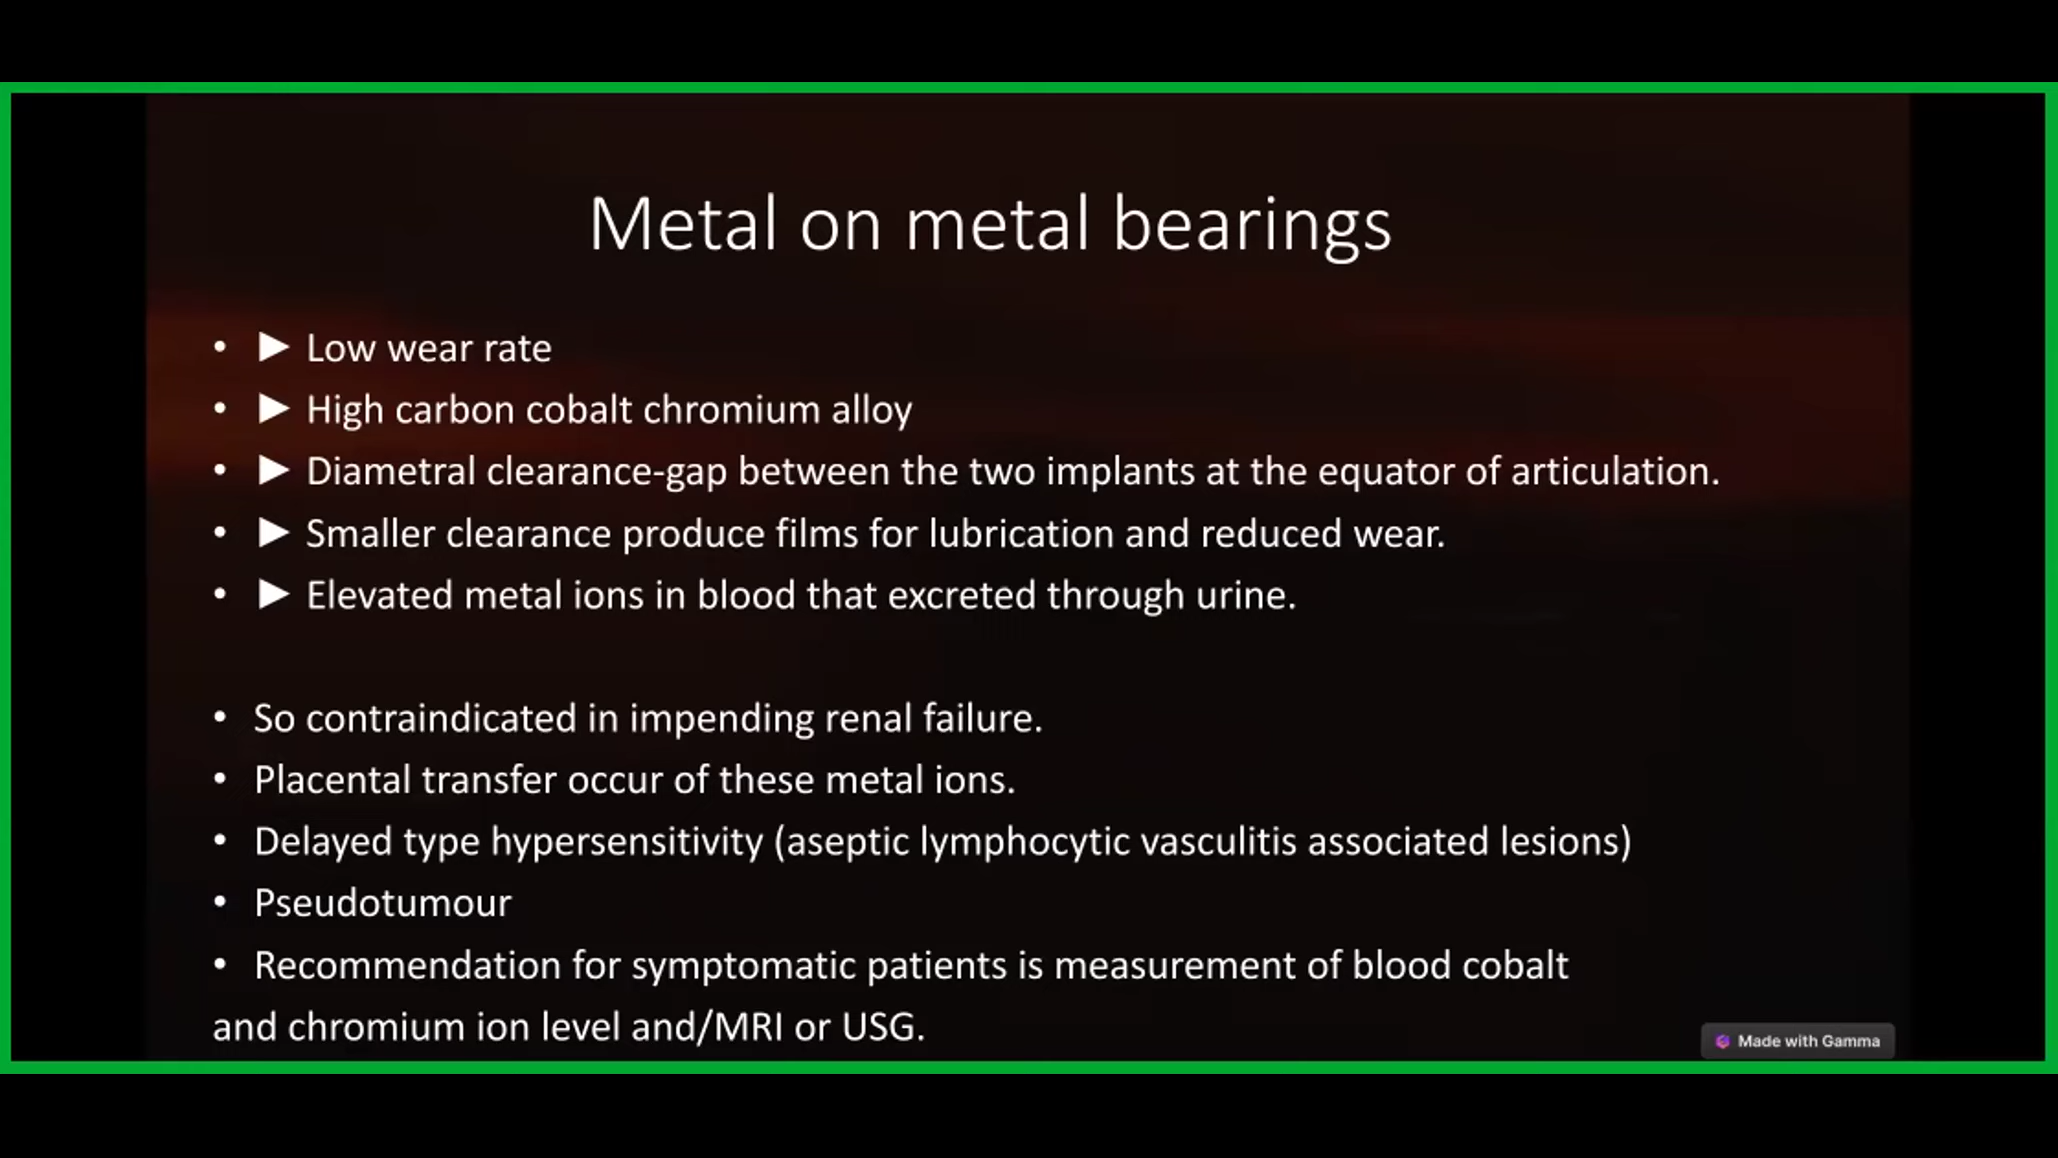 Metal on metal bearings
• ► Low wear rate
• ► High carbon cobalt chromium alloy
• ► Diametral clearance-gap between the two implants at the equator of articulation.
• ► Smaller clearance produce films for lubrication and reduced wear.
• ► Elevated metal ions in blood that excreted through urine.
• So contraindicated in impending renal failure.
• Placental transfer occur of these metal ions.
• Delayed type hypersensitivity (aseptic lymphocytic vasculitis associated lesions)
• Pseudotumour
• Recommendation for symptomatic patients is measurement of blood cobalt
and chromium ion level and/MRI or USG.
Made with Gamma